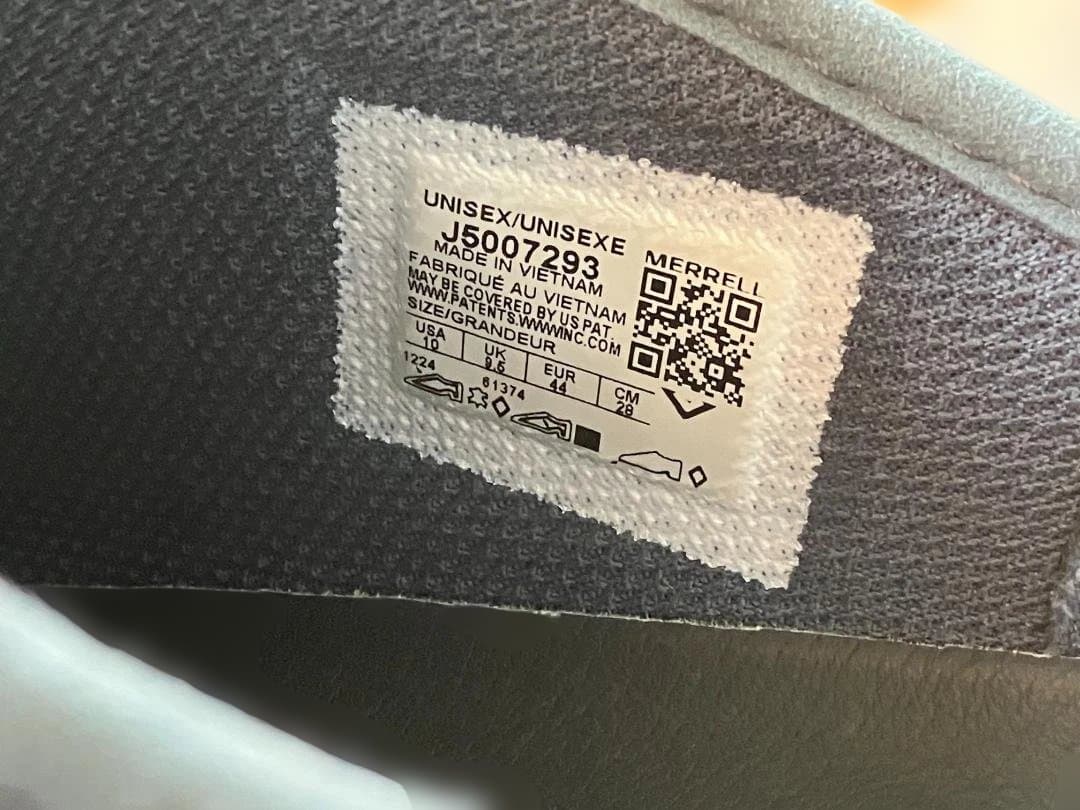 UNISEX/UNISEXE
J5007293
MADE IN VIETNAM
FABRIQUÉ AU VIETNAM
MAY BE COVERED BY US PAT.
WWW.PATENTS.WWWINC.COM
SIZE/GRANDEUR
USA UK EUR CM
10 9.5 44 28
1224 61374
MERRELL